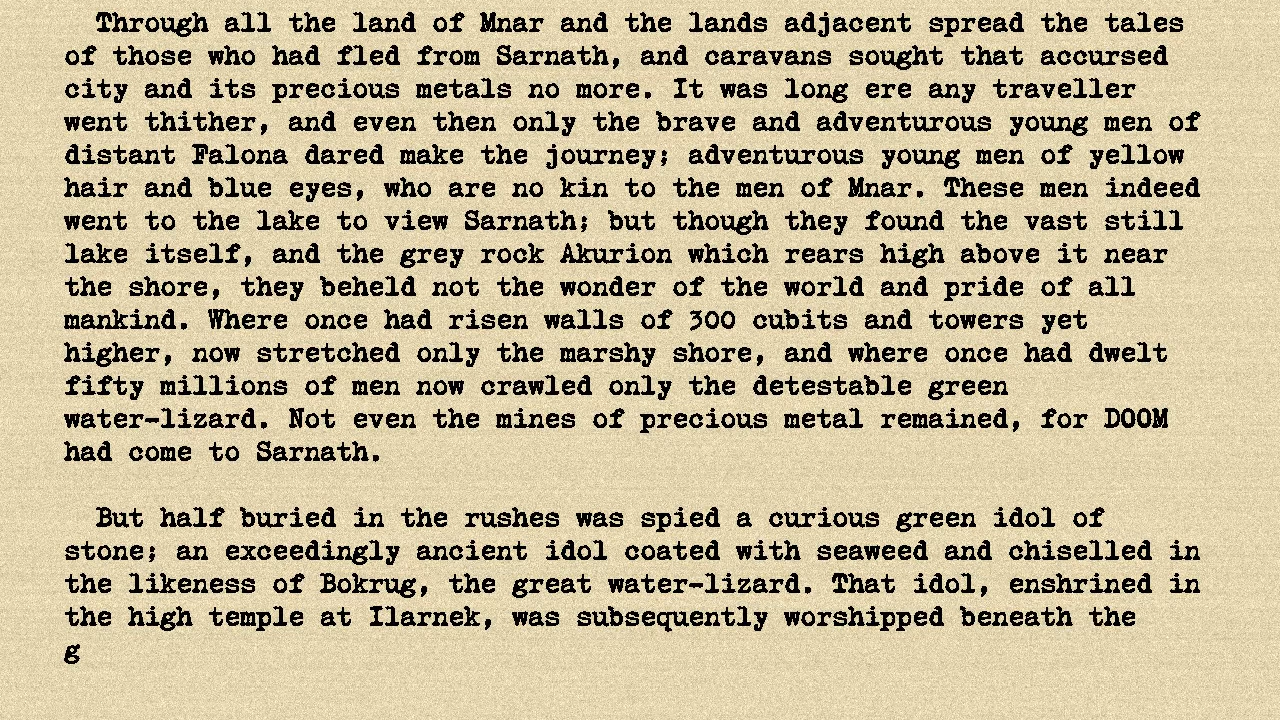 Through all the land of Mnar and the lands adjacent spread the tales
of those who had fled from Sarnath, and caravans sought that accursed
city and its precious metals no more. It was long ere any traveller
went thither, and even then only the brave and adventurous young men of
distant Falona dared make the journey; adventurous young men of yellow
hair and blue eyes, who are no kin to the men of Mnar. These men indeed
went to the lake to view Sarnath; but though they found the vast still
lake itself, and the grey rock Akurion which rears high above it near
the shore, they beheld not the wonder of the world and pride of all
mankind. Where once had risen walls of 300 cubits and towers yet
higher, now stretched only the marshy shore, and where once had dwelt
fifty millions of men now crawled only the detestable green
water-lizard. Not even the mines of precious metal remained, for DOOM
had come to Sarnath.
But half buried in the rushes was spied a curious green idol of
stone; an exceedingly ancient idol coated with seaweed and chiselled in
the likeness of Bokrug, the great water-lizard. That idol, enshrined in
the high temple at Ilarnek, was subsequently worshipped beneath the
g